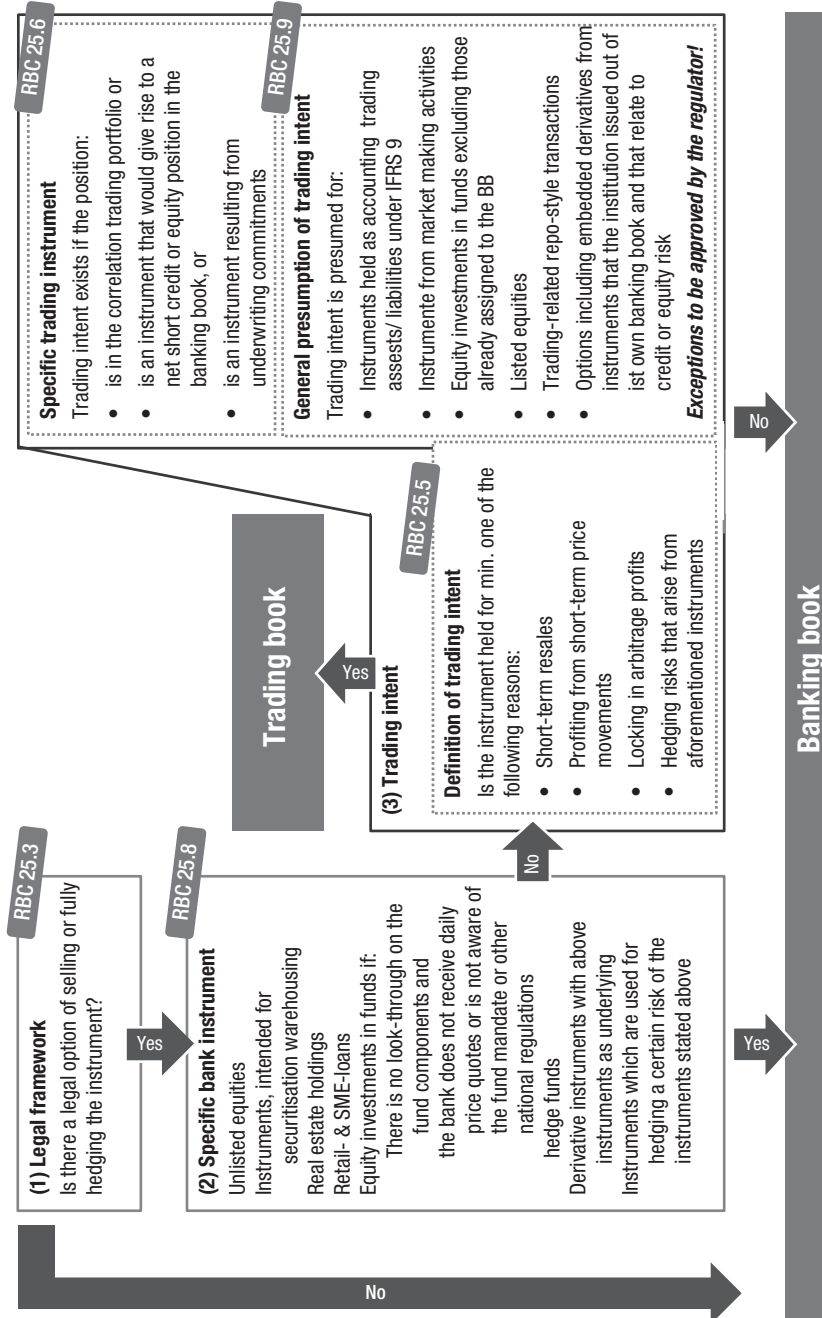 RBC 25.3
(1) Legal framework
Is there a legal option of selling or fully
hedging the instrument?
Yes
No
RBC 25.8
(2) Specific bank instrument
Unlisted equities
Instruments, intended for
securitisation warehousing
Real estate holdings
Retail- & SME-loans
Equity investments in funds if:
There is no look-through on the
fund components and
the bank does not receive daily
price quotes or is not aware of
the fund mandate or other
national regulations
hedge funds
Derivative instruments with above
instruments as underlying
Instruments which are used for
hedging a certain risk of the
instruments stated above
Yes
No
Trading book
Yes
(3) Trading intent
RBC 25.5
Definition of trading intent
Is the instrument held for min. one of the
following reasons:
• Short-term resales
• Profiting from short-term price
movements
• Locking in arbitrage profits
• Hedging risks that arise from
aforementioned instruments
RBC 25.6
Specific trading instrument
Trading intent exists if the position:
• is in the correlation trading portfolio or
• is an instrument that would give rise to a
net short credit or equity position in the
banking book, or
• is an instrument resulting from
underwriting commitments
RBC 25.9
General presumption of trading intent
Trading intent is presumed for:
• Instruments held as accounting trading
assests/ liabilities under IFRS 9
• Instrumente from market making activities
• Equity investments in funds excluding those
already assigned to the BB
• Listed equities
• Trading-related repo-style transactions
• Options including embedded derivatives from
instruments that the institution issued out of
ist own banking book and that relate to
credit or equity risk
Exceptions to be approved by the regulator!
No
Banking book